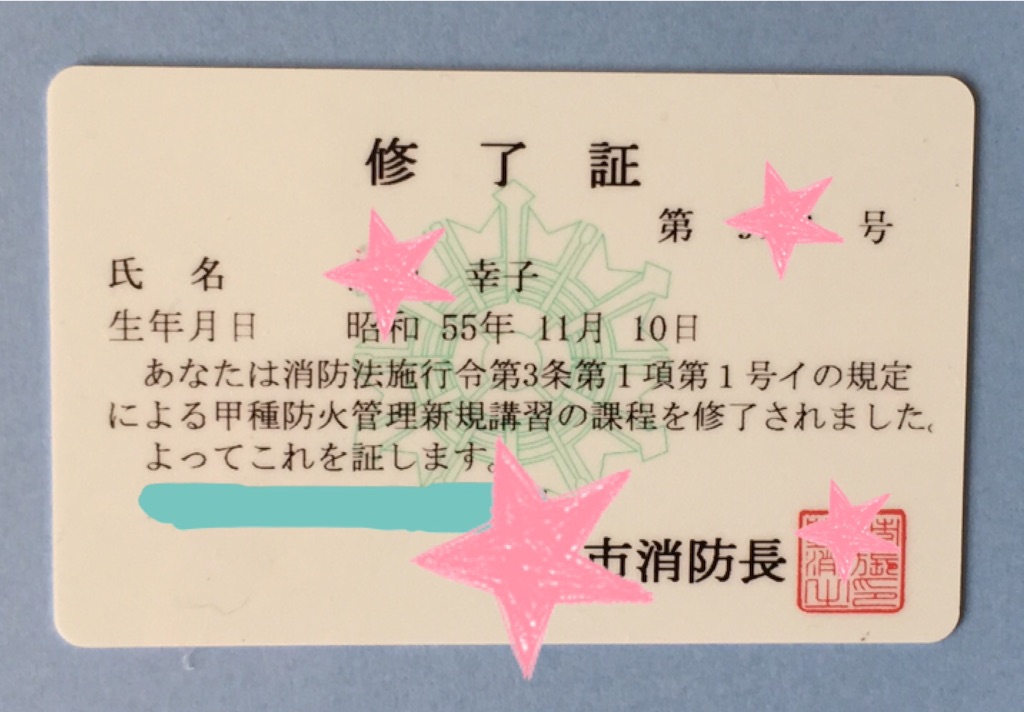 修了証
第 号
氏名 幸子
生年月日 昭和 55年 11月 10日
あなたは消防法施行令第3条第1項第1号イの規定
による甲種防火管理新規講習の課程を修了されました。
よってこれを証します。
市消防長